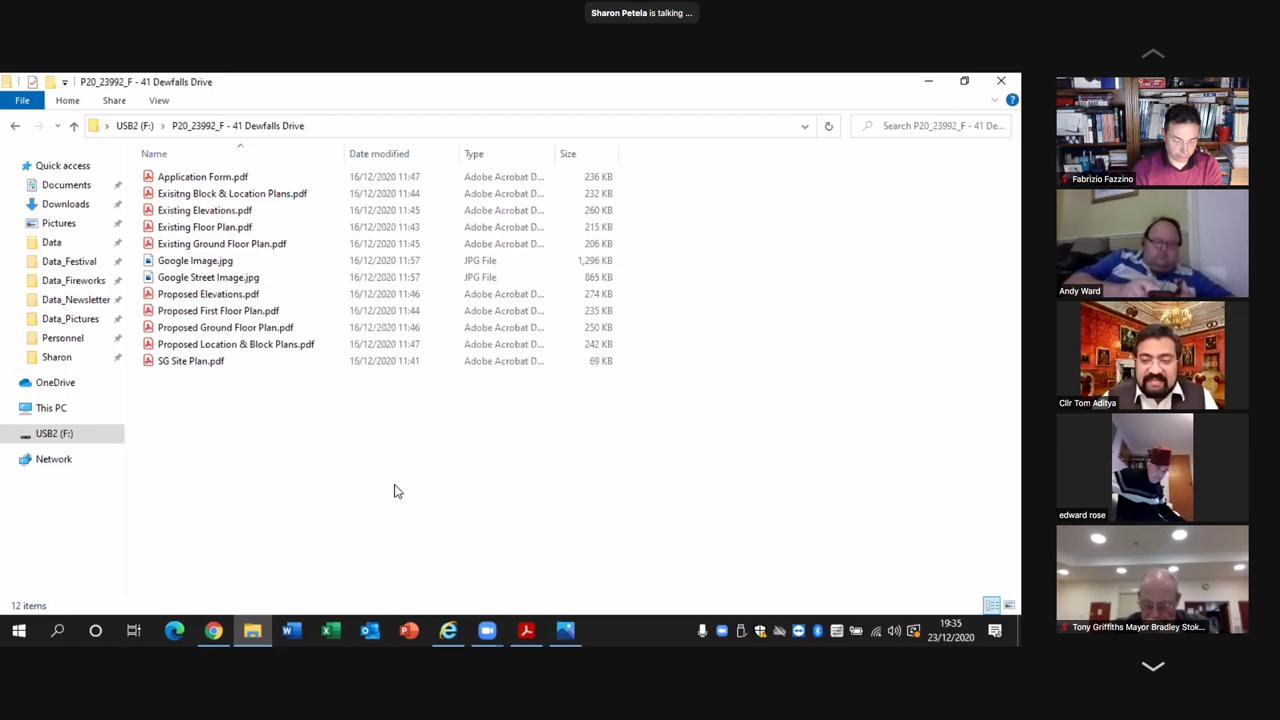 Sharon Petela is talking ...
P20_23992_F - 41 Dewfalls Drive
File Home Share View
USB2 (F:) P20_23992_F - 41 Dewfalls Drive
Search P20_23992_F - 41 De...
Name Date modified Type Size
Application Form.pdf 16/12/2020 11:47 Adobe Acrobat D... 236 KB
Exisitng Block & Location Plans.pdf 16/12/2020 11:44 Adobe Acrobat D... 232 KB
Existing Elevations.pdf 16/12/2020 11:45 Adobe Acrobat D... 260 KB
Existing Floor Plan.pdf 16/12/2020 11:43 Adobe Acrobat D... 215 KB
Existing Ground Floor Plan.pdf 16/12/2020 11:45 Adobe Acrobat D... 206 KB
Google Image.jpg 16/12/2020 11:57 JPG File 1,296 KB
Google Street Image.jpg 16/12/2020 11:57 JPG File 865 KB
Proposed Elevations.pdf 16/12/2020 11:46 Adobe Acrobat D... 274 KB
Proposed First Floor Plan.pdf 16/12/2020 11:44 Adobe Acrobat D... 235 KB
Proposed Ground Floor Plan.pdf 16/12/2020 11:46 Adobe Acrobat D... 250 KB
Proposed Location & Block Plans.pdf 16/12/2020 11:47 Adobe Acrobat D... 242 KB
SG Site Plan.pdf 16/12/2020 11:41 Adobe Acrobat D... 69 KB
Quick access
Documents
Downloads
Pictures
Data
Data_Festival
Data_Fireworks
Data_Newsletter
Data_Pictures
Personnel
Sharon
OneDrive
This PC
USB2 (F:)
Network
12 items
19:35
23/12/2020
Fabrizio Fazzino
Andy Ward
Cllr Tom Aditya
edward rose
Tony Griffiths Mayor Bradley Stok...